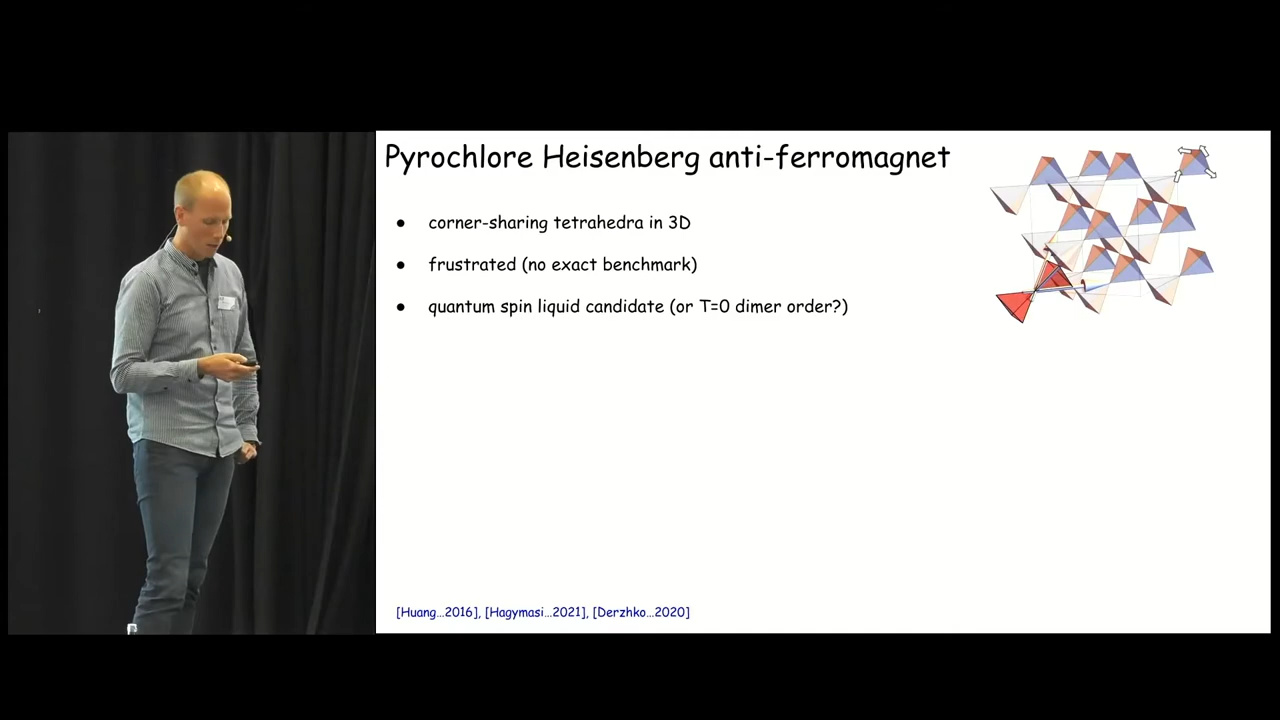 Pyrochlore Heisenberg anti-ferromagnet
● corner-sharing tetrahedra in 3D
● frustrated (no exact benchmark)
● quantum spin liquid candidate (or T=0 dimer order?)
[Huang...2016], [Hagymasi...2021], [Derzhko...2020]